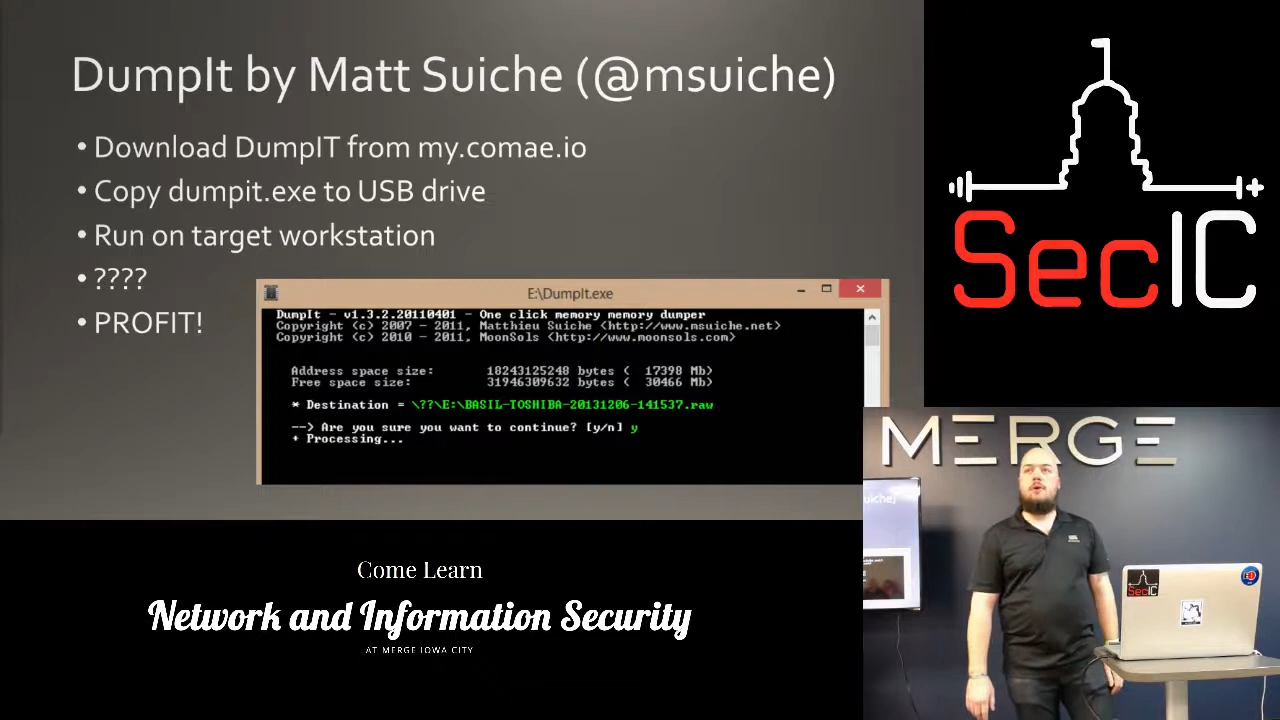 DumpIt by Matt Suiche (@msuiche)
• Download DumpIT from my.comae.io
• Copy dumpit.exe to USB drive
• Run on target workstation
• ????
• PROFIT!
E:\DumpIt.exe
DumpIt - v1.3.2.20110401 - One click memory memory dumper
Copyright (c) 2007 - 2011, Matthieu Suiche <http://www.msuiche.net>
Copyright (c) 2010 - 2011, MoonSols <http://www.moonsols.com>
Address space size: 18243125248 bytes ( 17398 Mb)
Free space size: 31946309632 bytes ( 30466 Mb)
* Destination = \??\E:\BASIL-TOSHIBA-20131206-141537.raw
--> Are you sure you want to continue? [y/n] y
+ Processing...
SecIC
MERGE
uiche)
SecIC
Come Learn
Network and Information Security
AT MERGE IOWA CITY